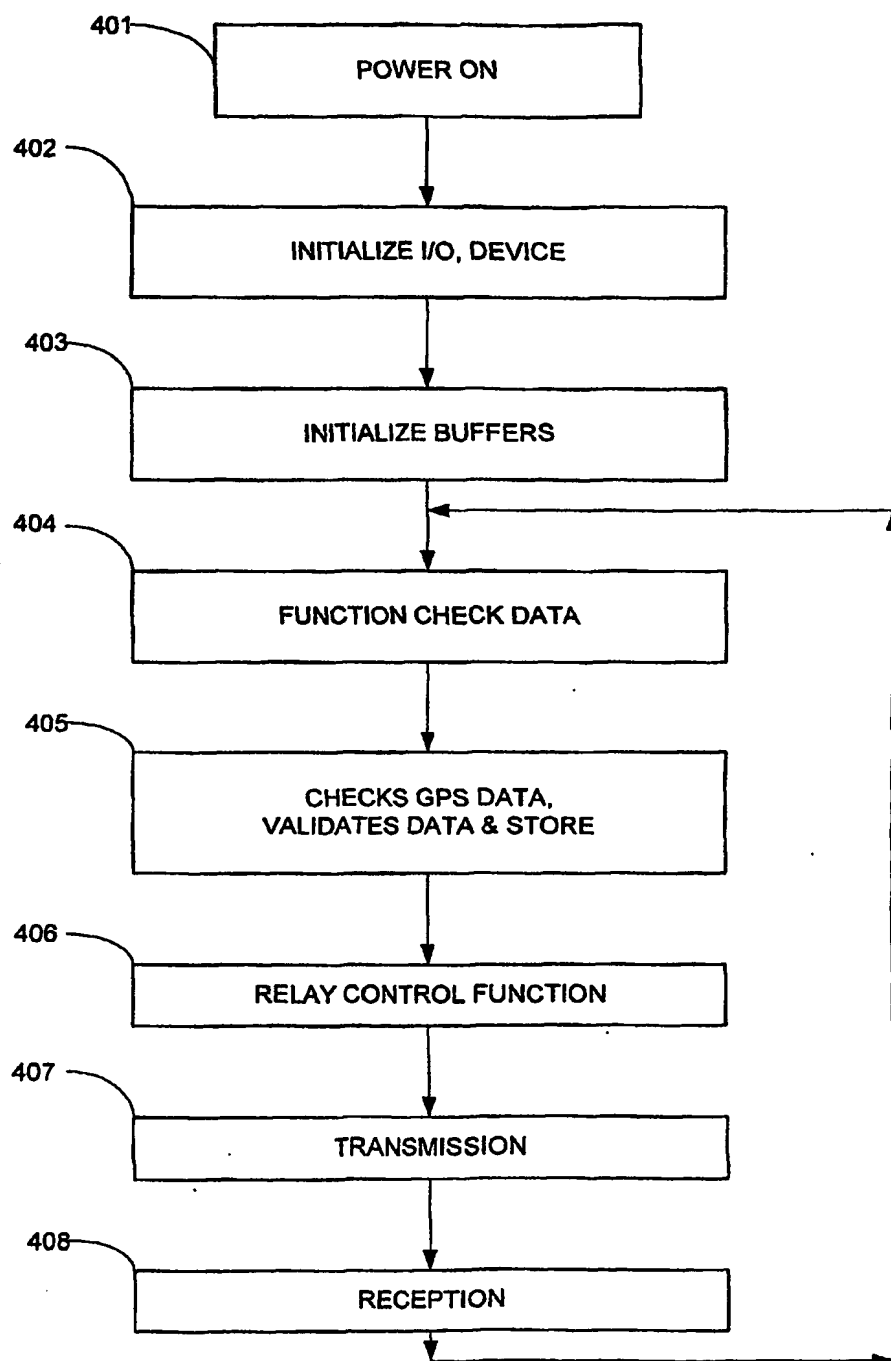 401
POWER ON
402
INITIALIZE I/O, DEVICE
403
INITIALIZE BUFFERS
404
FUNCTION CHECK DATA
405
CHECKS GPS DATA,
VALIDATES DATA & STORE
406
RELAY CONTROL FUNCTION
407
TRANSMISSION
408
RECEPTION